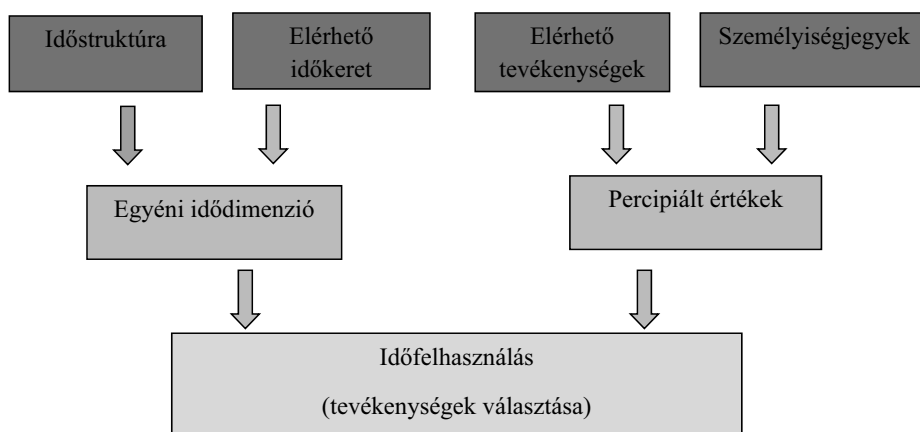 Időstruktúra
Elérhető
időkeret
Elérhető
tevékenységek
Személyiségjegyek
Egyéni idődimenzió
Percipiált értékek
Időfelhasználás
(tevékenységek választása)